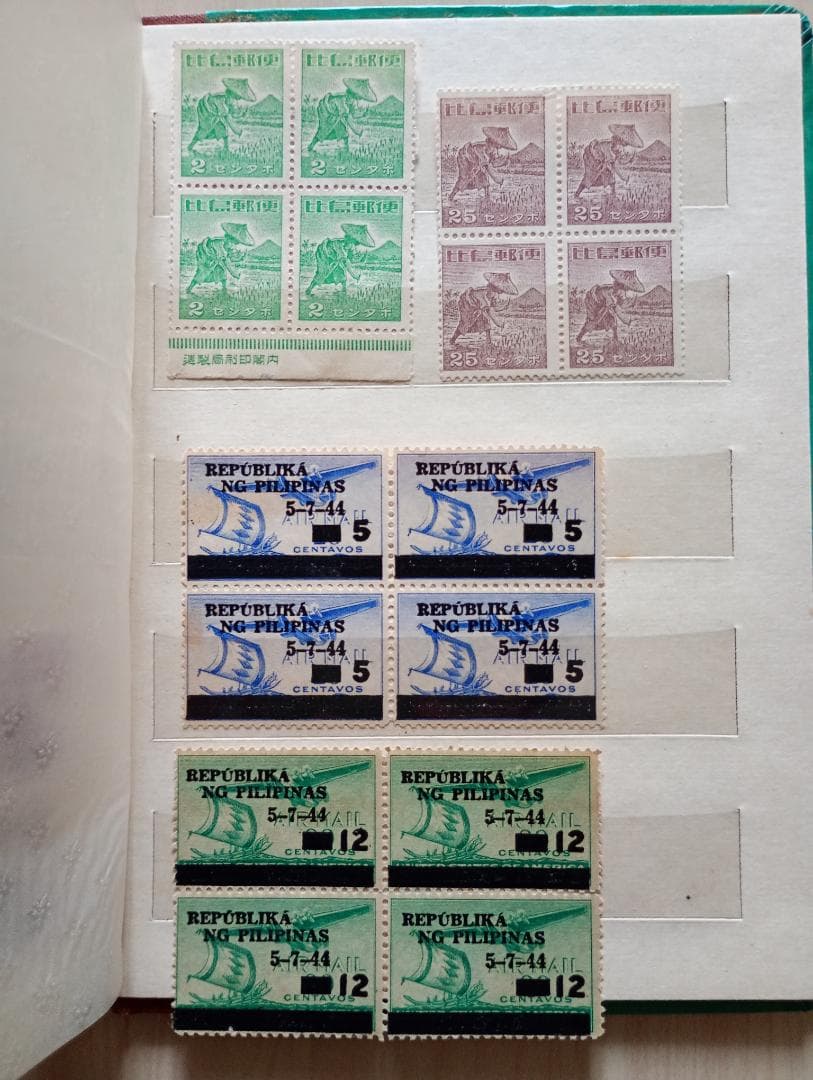 比島郵便
2 センタボ
比島郵便
2 センタボ
比島郵便
2 センタボ
比島郵便
2 センタボ
内閣印刷局製造
比島郵便
25 センタボ
比島郵便
25 センタボ
比島郵便
25 センタボ
比島郵便
25 センタボ
REPÚBLIKÁ
NG PILIPINAS
5-7-44
AIR MAIL
5
CENTAVOS
REPÚBLIKÁ
NG PILIPINAS
5-7-44
AIR MAIL
5
CENTAVOS
REPÚBLIKÁ
NG PILIPINAS
5-7-44
AIR MAIL
5
CENTAVOS
REPÚBLIKÁ
NG PILIPINAS
5-7-44
AIR MAIL
5
CENTAVOS
REPÚBLIKÁ
NG PILIPINAS
5-7-44
AIR MAIL
12
CENTAVOS
REPÚBLIKÁ
NG PILIPINAS
5-7-44
AIR MAIL
12
CENTAVOS
REPÚBLIKÁ
NG PILIPINAS
5-7-44
AIR MAIL
12
CENTAVOS
REPÚBLIKÁ
NG PILIPINAS
5-7-44
AIR MAIL
12
CENTAVOS